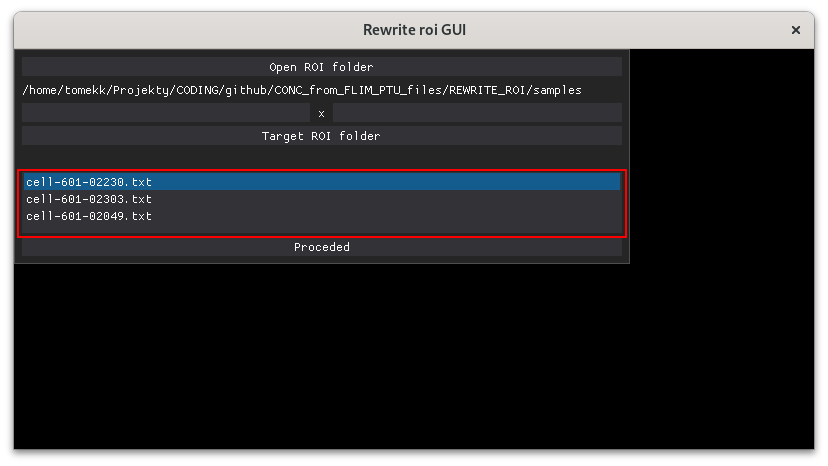 Rewrite roi GUI
Open ROI folder
/home/tomekk/Projekty/CODING/github/CONC_from_FLIM_PTU_files/REWRITE_ROI/samples
x
Target ROI folder
cell-601-02230.txt
cell-601-02303.txt
cell-601-02049.txt
Proceded